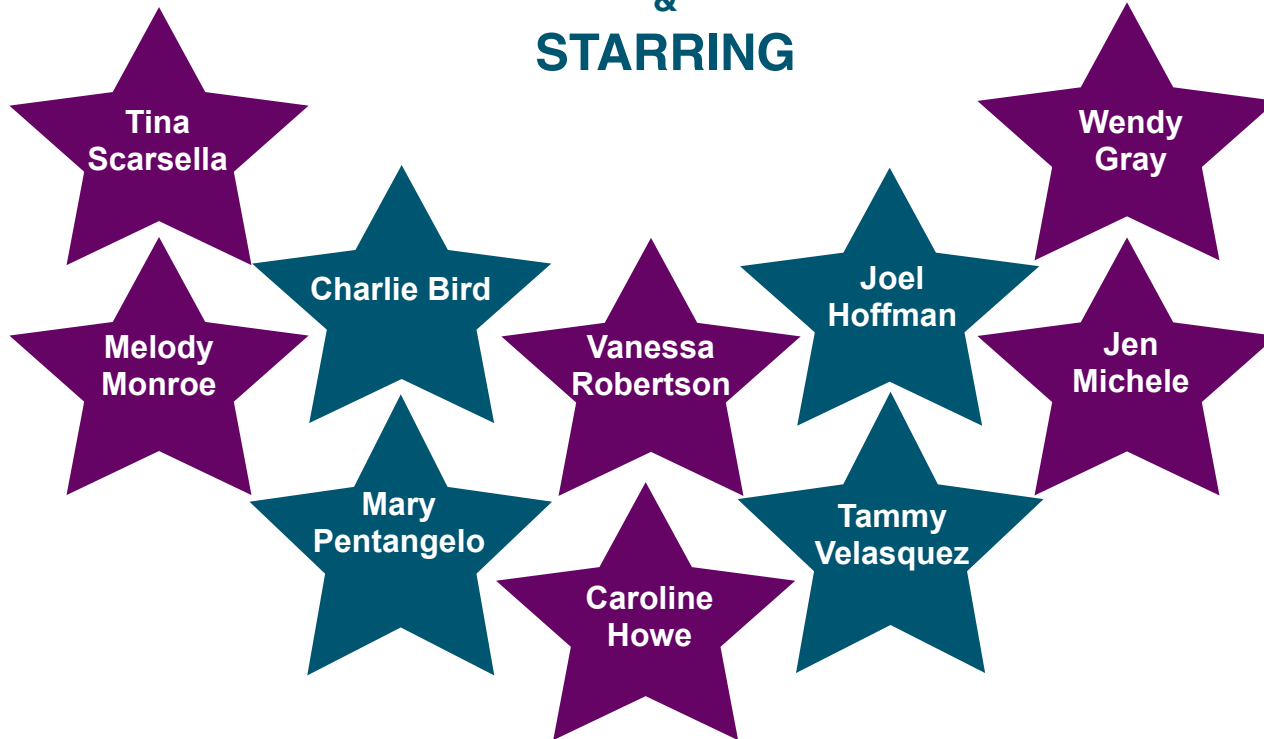 &
STARRING
Tina
Scarsella
Wendy
Gray
Charlie Bird
Joel
Hoffman
Melody
Monroe
Vanessa
Robertson
Jen
Michele
Mary
Pentangelo
Tammy
Velasquez
Caroline
Howe